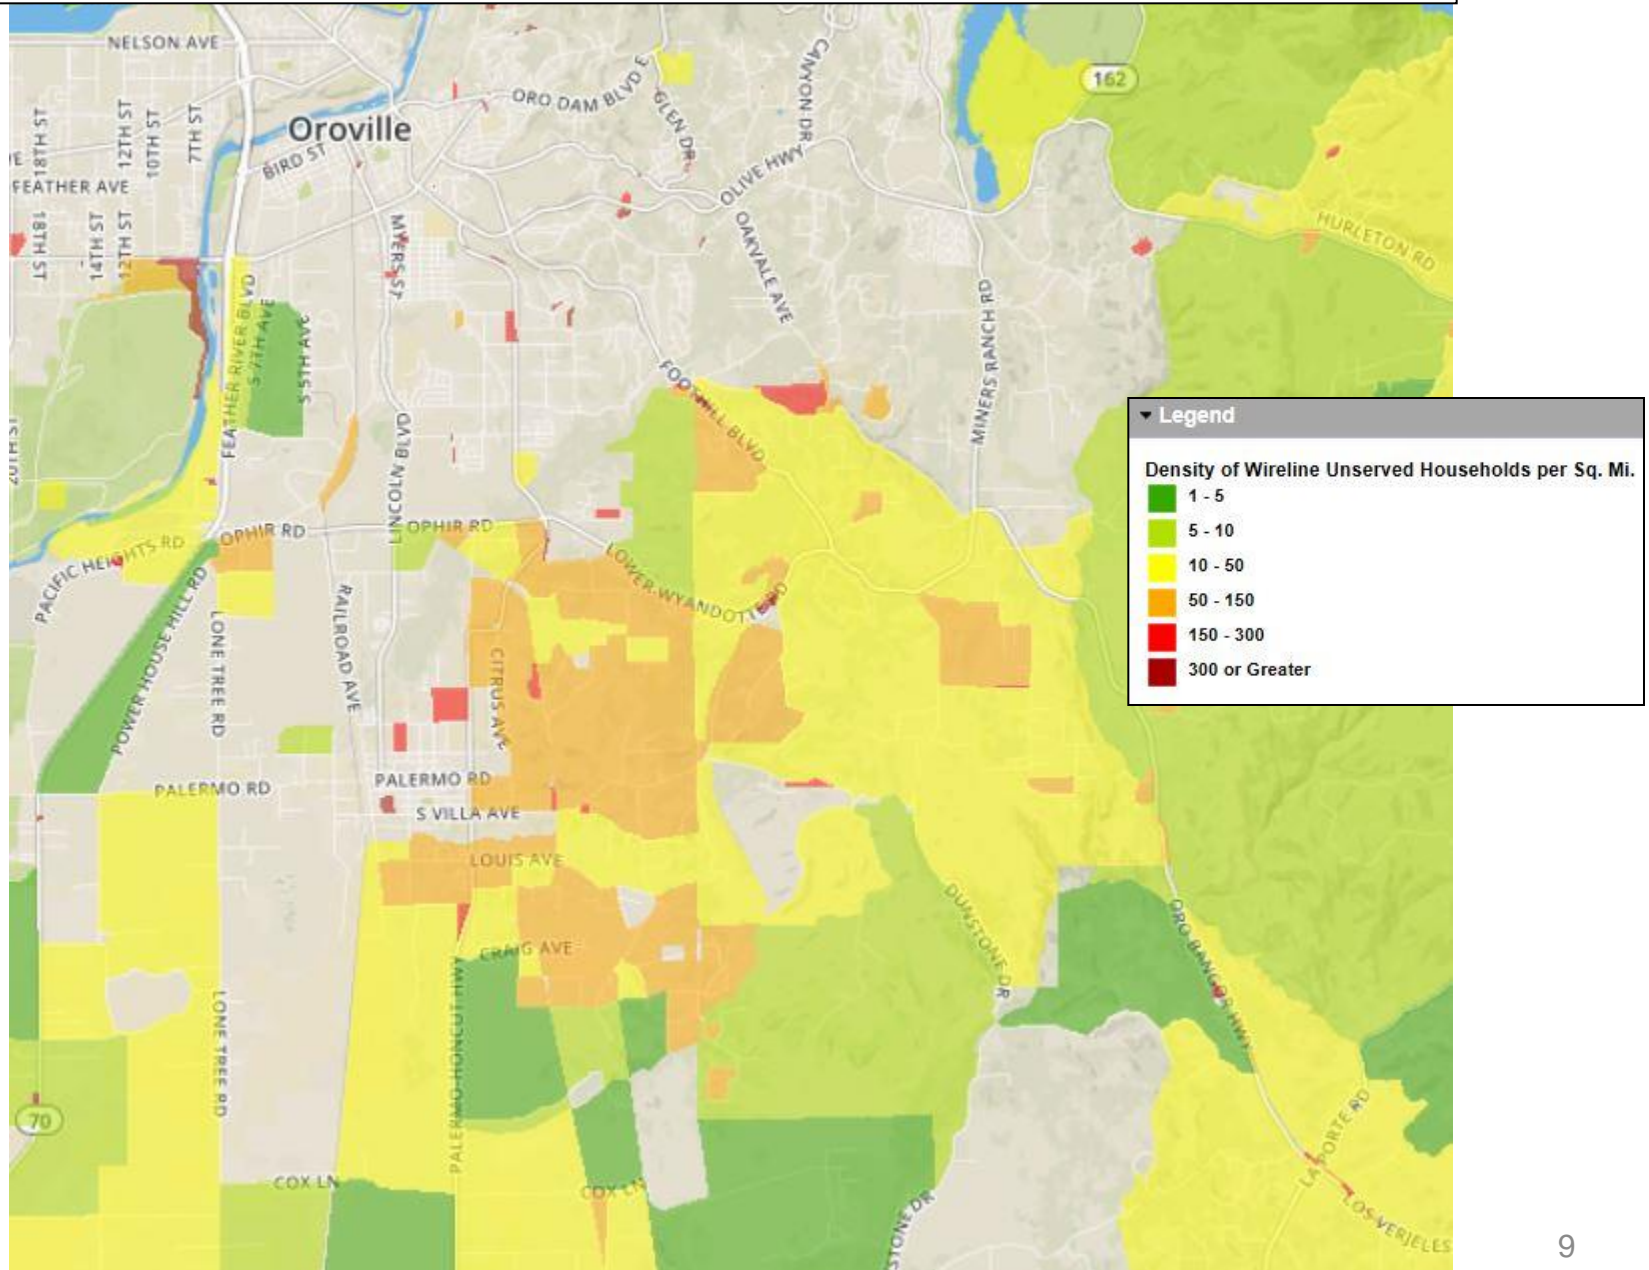 NELSON AVE
162
ORO DAM BLVD E
CANYON DR
GLEN DR
Oroville
18TH ST
12TH ST
10TH ST
7TH ST
BIRD ST
OLIVE HWY
FEATHER AVE
18TH ST
14TH ST
12TH ST
MYERS ST
OAKVALE AVE
HURLETON RD
FEATHER RIVER BLVD
S 7TH AVE
S 5TH AVE
MINERS RANCH RD
FOOTHILL BLVD
20TH ST
LINCOLN BLVD
Legend
Density of Wireline Unserved Households per Sq. Mi.
1 - 5
5 - 10
10 - 50
50 - 150
150 - 300
300 or Greater
OPHIR RD
OPHIR RD
PACIFIC HEIGHTS RD
LOWER WYANDOTTE RD
POWER HOUSE HILL RD
LONE TREE RD
RAILROAD AVE
CITRUS AVE
PALERMO RD
PALERMO RD
S VILLA AVE
LOUIS AVE
DUNSTONE DR
ORO BANGOR HWY
CRAIG AVE
PALERMO-HONCUT HWY
LONE TREE RD
70
LA PORTE RD
COX LN
COX LN
STONE DR
LOS VERJELES
9